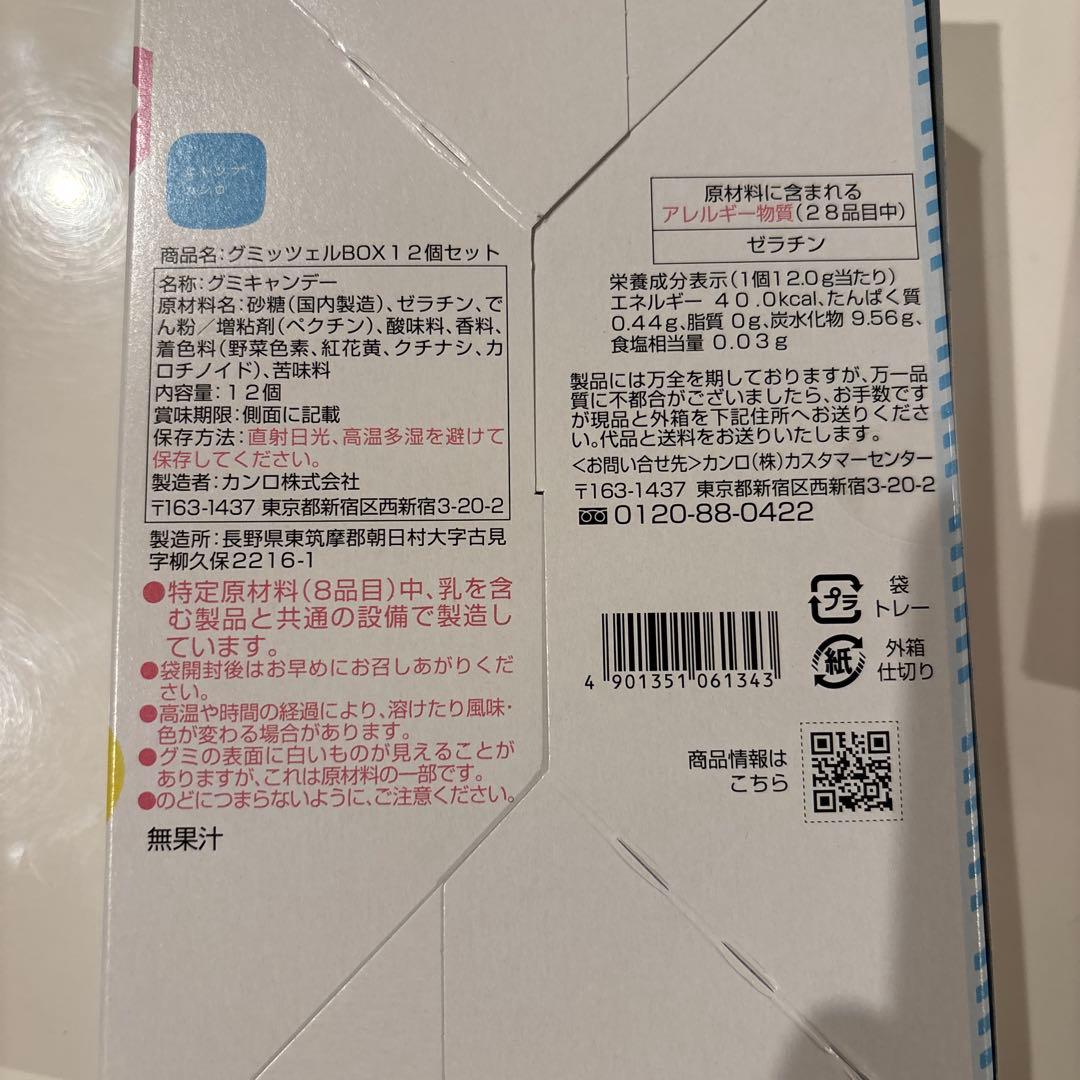 ヒトツブ
カンロ
商品名:グミッツェルBOX12個セット
名称:グミキャンデー
原材料名:砂糖(国内製造)、ゼラチン、で
ん粉/増粘剤(ペクチン)、酸味料、香料、
着色料(野菜色素、紅花黄、クチナシ、カ
ロチノイド)、苦味料
内容量:12個
賞味期限:側面に記載
保存方法:直射日光、高温多湿を避けて
保存してください。
製造者:カンロ株式会社
〒163-1437 東京都新宿区西新宿3-20-2
製造所:長野県東筑摩郡朝日村大字古見
字柳久保2216-1
●特定原材料(8品目)中、乳を含
む製品と共通の設備で製造し
ています。
●袋開封後はお早めにお召しあがりくだ
さい。
●高温や時間の経過により、溶けたり風味・
色が変わる場合があります。
●グミの表面に白いものが見えることが
ありますが、これは原材料の一部です。
●のどにつまらないように、ご注意ください。
無果汁
原材料に含まれる
アレルギー物質(28品目中)
ゼラチン
栄養成分表示(1個12.0g当たり)
エネルギー 40.0kcal、たんぱく質
0.44g、脂質 0g、炭水化物 9.56g、
食塩相当量 0.03g
製品には万全を期しておりますが、万一品
質に不都合がございましたら、お手数です
が現品と外箱を下記住所へお送りくださ
い。代品と送料をお送りいたします。
<お問い合せ先>カンロ(株)カスタマーセンター
〒163-1437 東京都新宿区西新宿3-20-2
0120-88-0422
プラ
袋
トレー
紙
外箱
仕切り
4 901351 061343
商品情報は
こちら